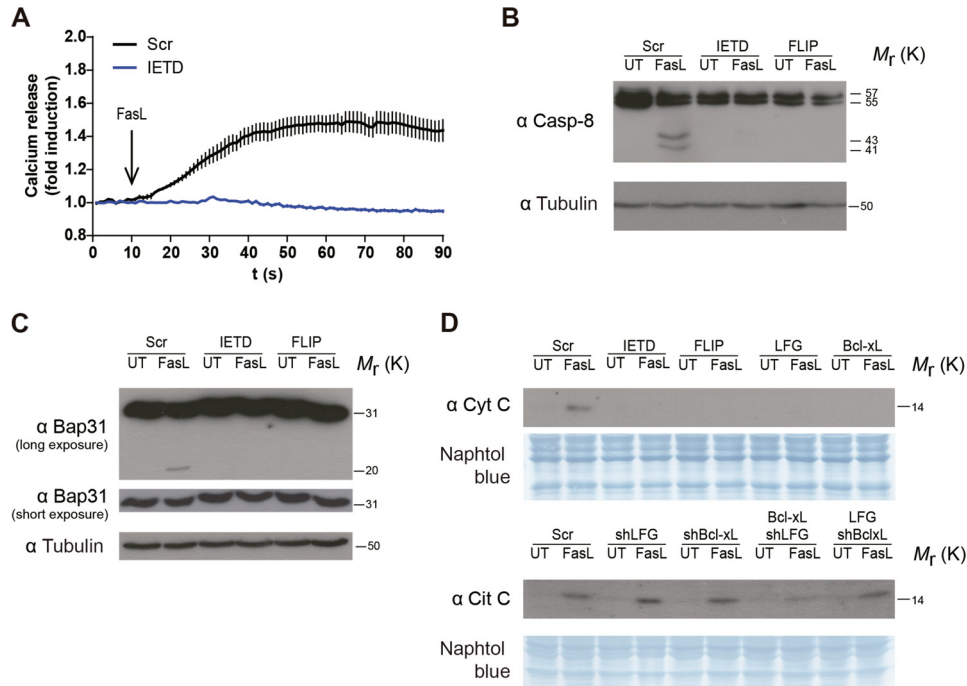 A
Calcium release
(fold induction)
2.0
1.8
1.6
1.4
1.2
1.0
0.8
Scr
IETD
FasL
0 10 20 30 40 50 60 70 80 90
t (s)
B
Scr IETD FLIP
UT FasL UT FasL UT FasL Mr (K)
α Casp-8
57
55
43
41
α Tubulin
50
C
Scr IETD FLIP
UT FasL UT FasL UT FasL Mr (K)
α Bap31
(long exposure)
31
20
α Bap31
(short exposure)
31
α Tubulin
50
D
Scr IETD FLIP LFG Bcl-xL
UT FasL UT FasL UT FasL UT FasL UT FasL Mr (K)
α Cyt C
14
Naphtol
blue
Scr shLFG shBcl-xL Bcl-xL LFG
shLFG shBclxL
UT FasL UT FasL UT FasL UT FasL UT FasL Mr (K)
α Cit C
14
Naphtol
blue